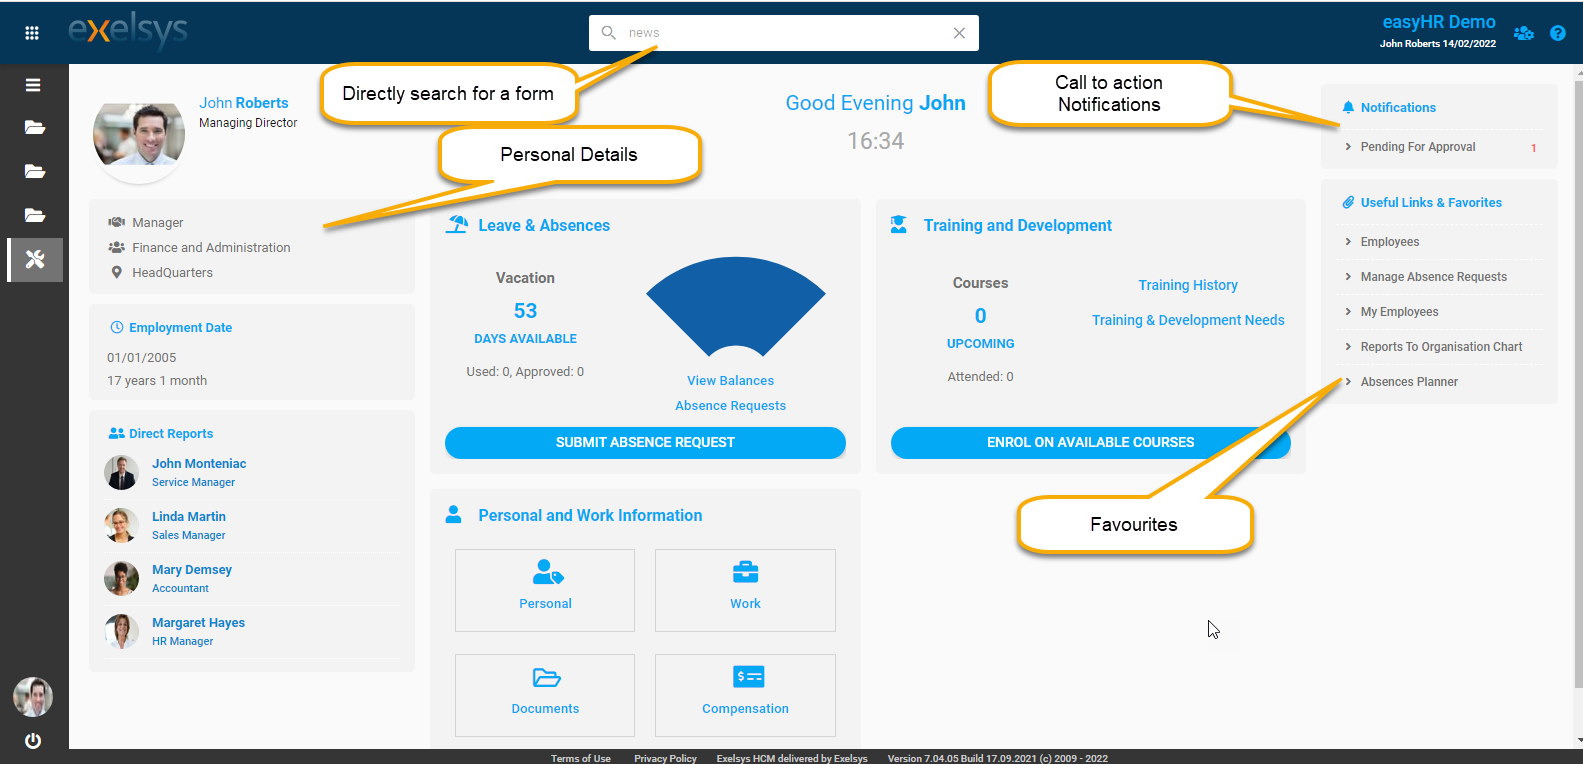 exelsys
news
easyHR Demo
John Roberts 14/02/2022
Directly search for a form
Call to action
Notifications
Personal Details
Favourites
John Roberts
Managing Director
Good Evening John
16:34
Manager
Finance and Administration
HeadQuarters
Employment Date
01/01/2005
17 years 1 month
Direct Reports
John Monteniac
Service Manager
Linda Martin
Sales Manager
Mary Demsey
Accountant
Margaret Hayes
HR Manager
Leave & Absences
Vacation
53
DAYS AVAILABLE
Used: 0, Approved: 0
View Balances
Absence Requests
SUBMIT ABSENCE REQUEST
Training and Development
Courses
0
UPCOMING
Attended: 0
Training History
Training & Development Needs
ENROL ON AVAILABLE COURSES
Personal and Work Information
Personal
Work
Documents
$
Compensation
Notifications
Pending For Approval 1
Useful Links & Favorites
Employees
Manage Absence Requests
My Employees
Reports To Organisation Chart
Absences Planner
Terms of Use Privacy Policy Exelsys HCM delivered by Exelsys Version 7.04.05 Build 17.09.2021 (c) 2009 - 2022